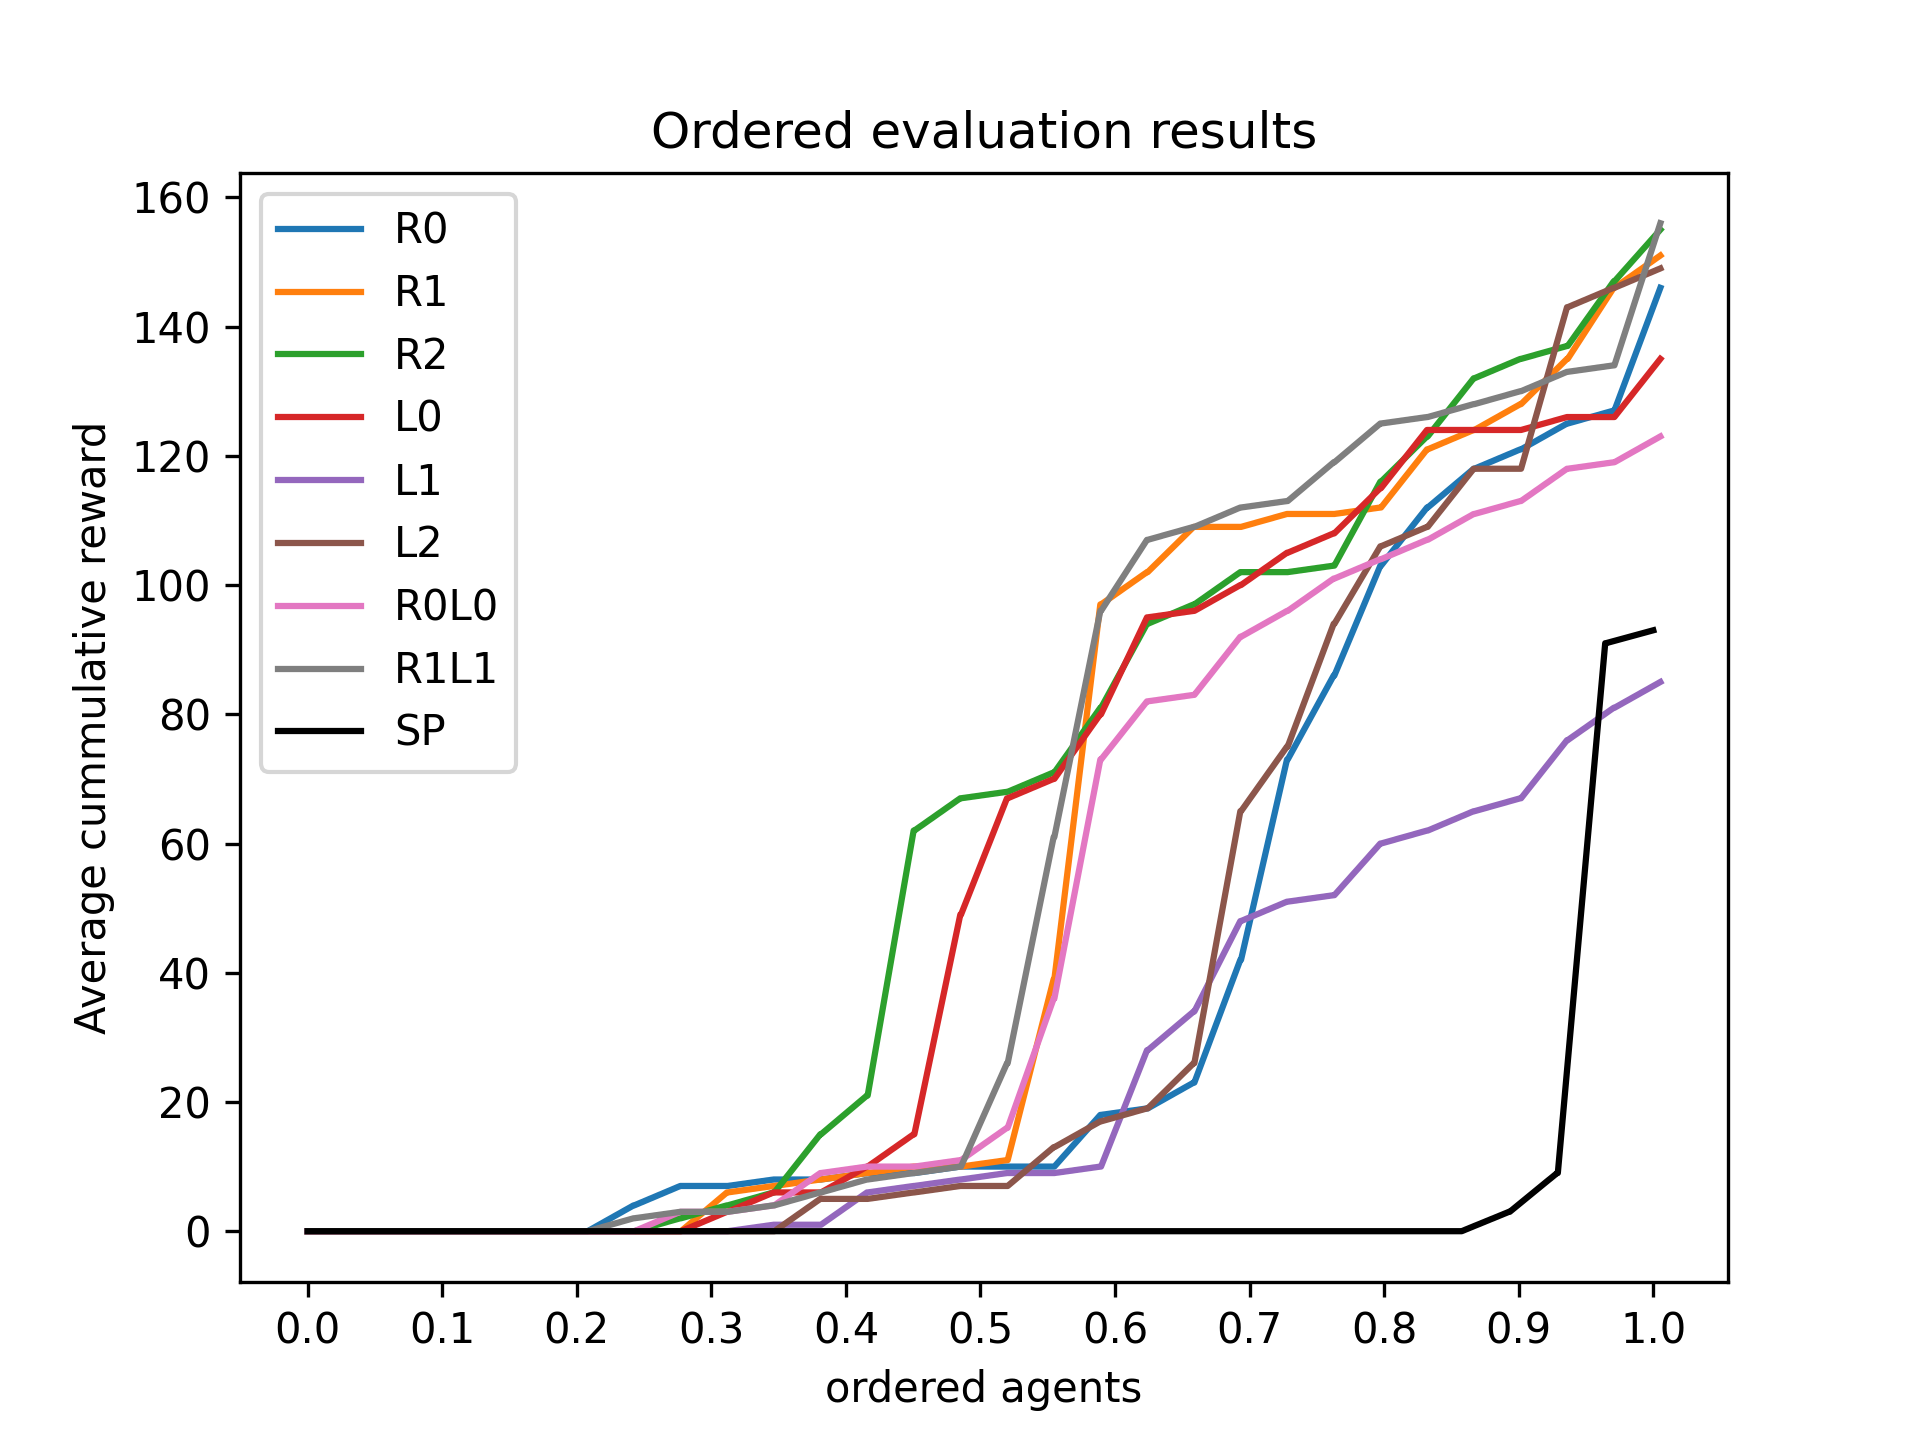 Ordered evaluation results
Average cummulative reward
160
140
120
100
80
60
40
20
0
R0
R1
R2
L0
L1
L2
R0L0
R1L1
SP
0.0 0.1 0.2 0.3 0.4 0.5 0.6 0.7 0.8 0.9 1.0
ordered agents